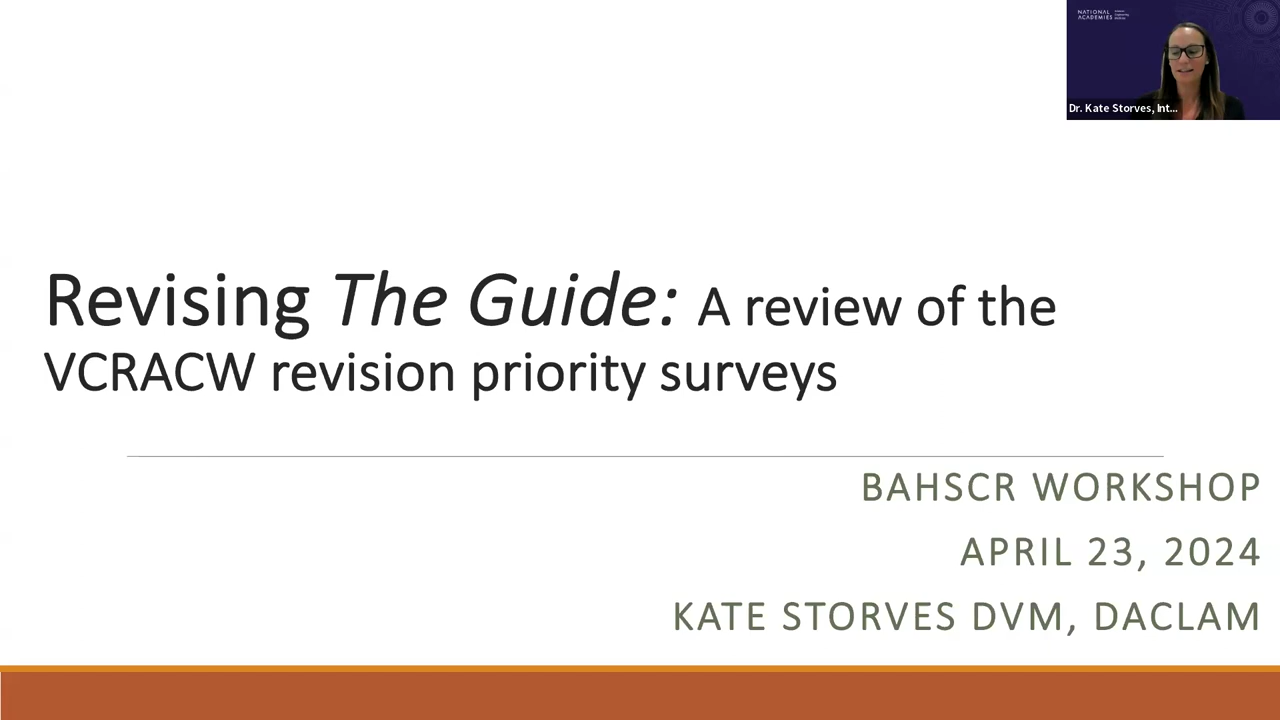 NATIONAL
ACADEMIES
Dr. Kate Storves, Int...
Revising The Guide: A review of the
VCRACW revision priority surveys
BAHSCR WORKSHOP
APRIL 23, 2024
KATE STORVES DVM, DACLAM